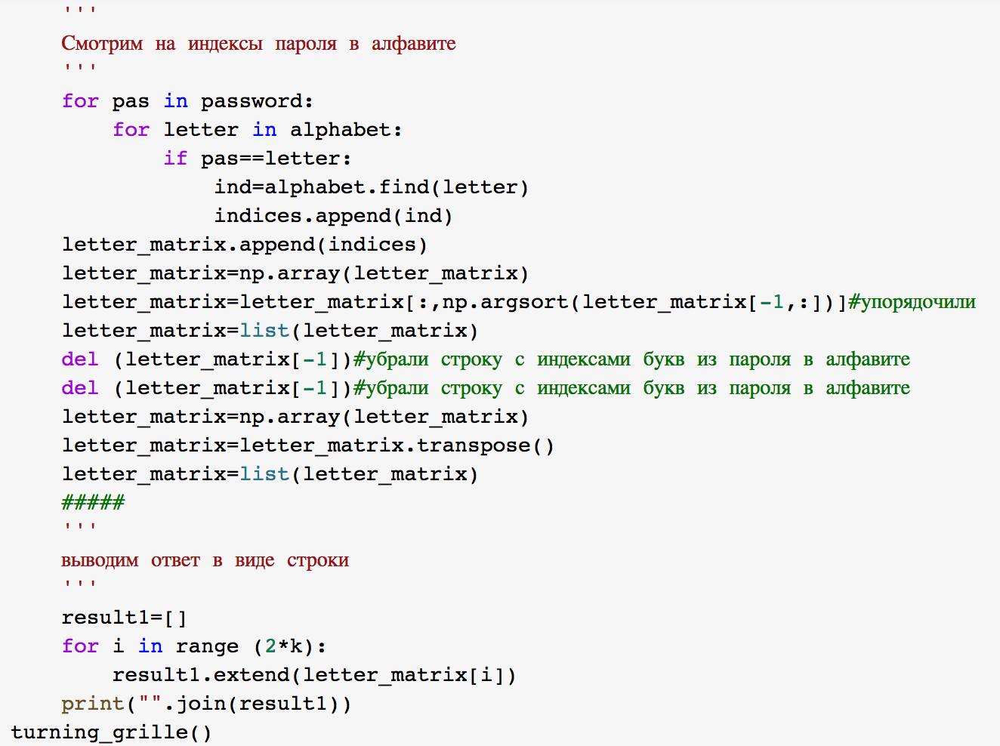 '''
Смотрим на индексы пароля в алфавите
'''
for pas in password:
    for letter in alphabet:
        if pas==letter:
            ind=alphabet.find(letter)
            indices.append(ind)
letter_matrix.append(indices)
letter_matrix=np.array(letter_matrix)
letter_matrix=letter_matrix[:,np.argsort(letter_matrix[-1,:])]#упорядочили
letter_matrix=list(letter_matrix)
del (letter_matrix[-1])#убрали строку с индексами букв из пароля в алфавите
del (letter_matrix[-1])#убрали строку с индексами букв из пароля в алфавите
letter_matrix=np.array(letter_matrix)
letter_matrix=letter_matrix.transpose()
letter_matrix=list(letter_matrix)
#####
'''
выводим ответ в виде строки
'''
result1=[]
for i in range (2*k):
    result1.extend(letter_matrix[i])
print("".join(result1))
turning_grille()